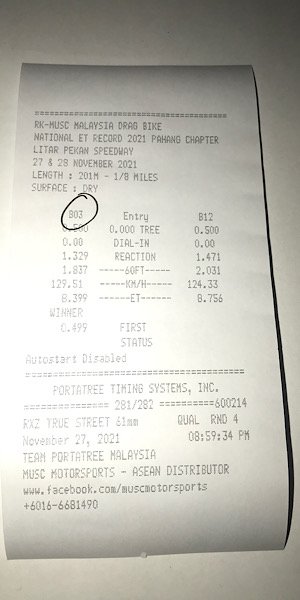 ================================
RK-MUSC MALAYSIA DRAG BIKE
NATIONAL ET RECORD 2021 PAHANG CHAPTER
LITAR PEKAN SPEEDWAY
27 & 28 NOVEMBER 2021
LENGTH : 201M - 1/8 MILES
SURFACE : DRY
B03 Entry B12
0.500 0.000 TREE 0.500
0.00 DIAL-IN 0.00
1.329 REACTION 1.471
1.837 -----60FT----- 2.031
129.51 -----KM/H----- 124.33
8.399 ------ET------ 8.756
WINNER
0.499 FIRST
STATUS
Autostart Disabled
========================================
PORTATREE TIMING SYSTEMS, INC.
=============== 281/282 ==========600214
RXZ TRUE STREET 61mm QUAL RND 4
November 27, 2021 08:59:34 PM
TEAM PORTATREE MALAYSIA
MUSC MOTORSPORTS - ASEAN DISTRIBUTOR
www.facebook.com/muscmotorsports
+6016-6681490